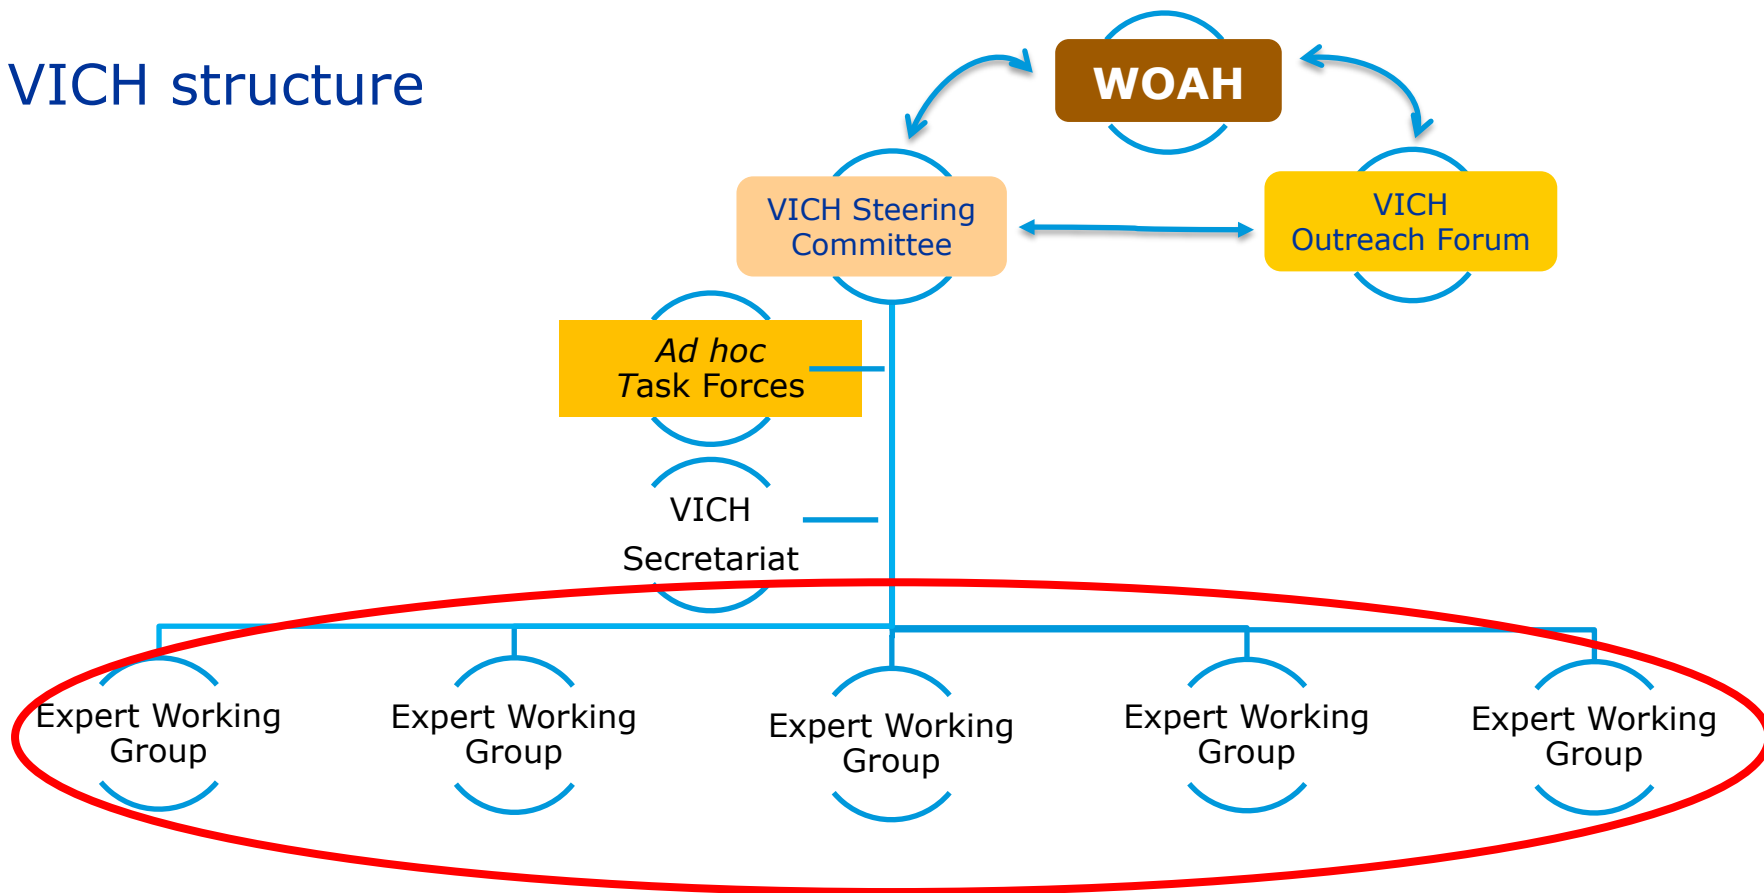 VICH structure
WOAH
VICH Steering
Committee
VICH
Outreach Forum
Ad hoc
Task Forces
VICH
Secretariat
Expert Working
Group
Expert Working
Group
Expert Working
Group
Expert Working
Group
Expert Working
Group